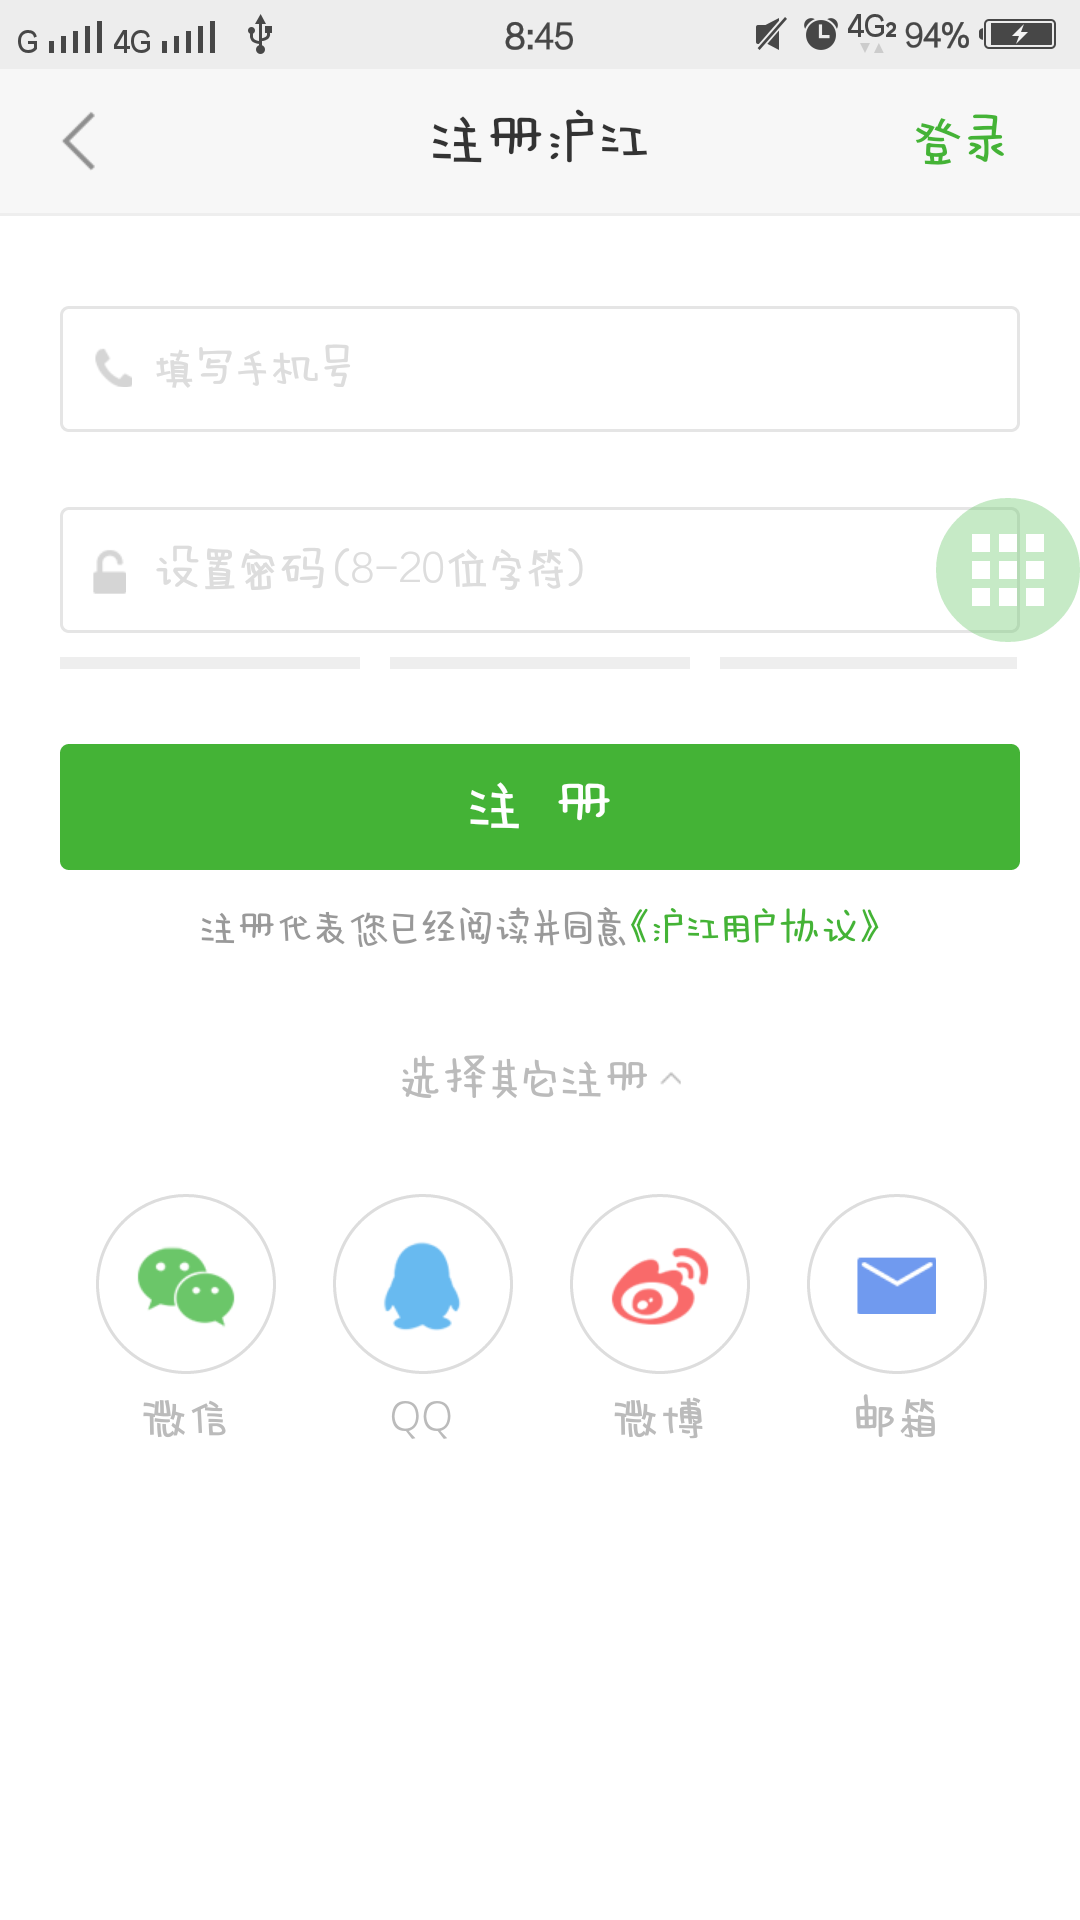 G 4G 8:45 4G2 94%
注册沪江 登录
填写手机号
设置密码(8-20位字符)
注 册
注册代表您已经阅读并同意《沪江用户协议》
选择其它注册
微信 QQ 微博 邮箱